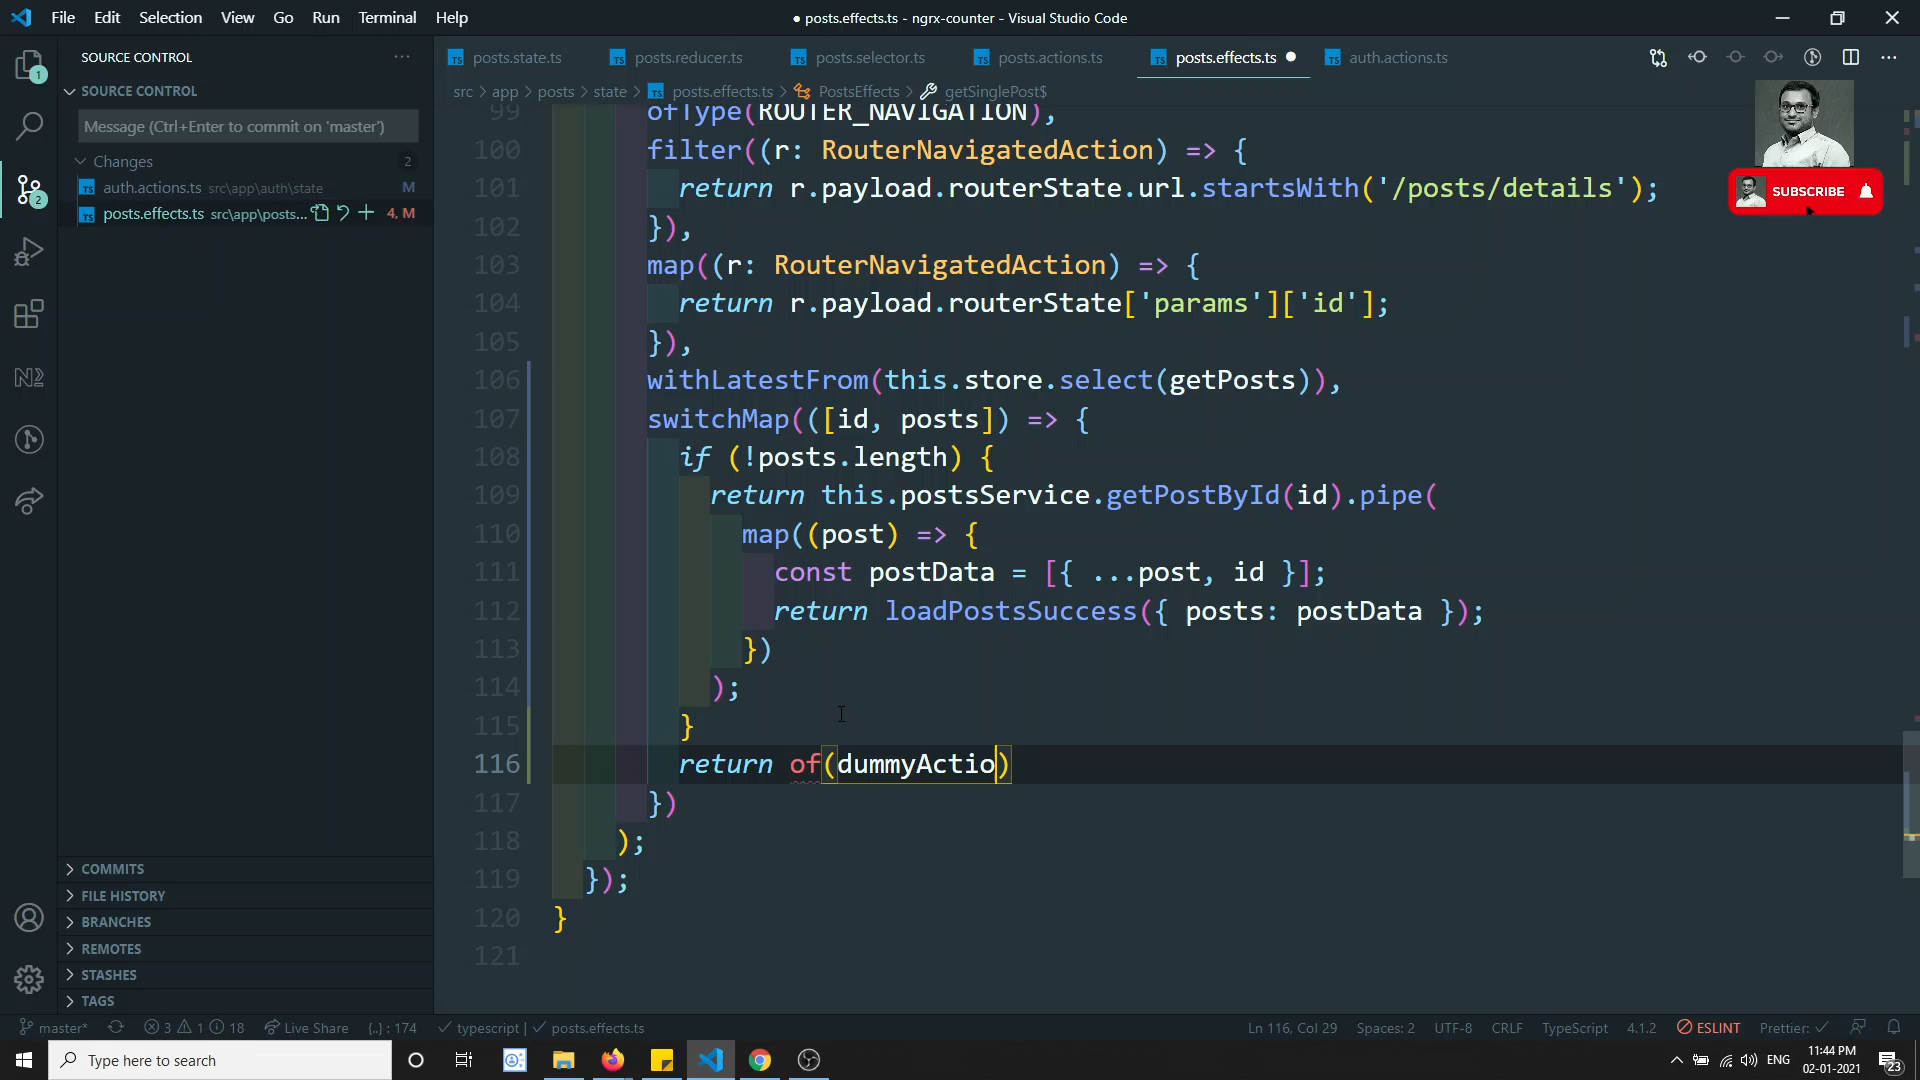 File Edit Selection View Go Run Terminal Help
● posts.effects.ts - ngrx-counter - Visual Studio Code
SOURCE CONTROL
posts.state.ts posts.reducer.ts posts.selector.ts posts.actions.ts posts.effects.ts auth.actions.ts
SOURCE CONTROL
src > app > posts > state > posts.effects.ts > PostsEffects > getSinglePost$
Message (Ctrl+Enter to commit on 'master')
Changes 2
auth.actions.ts src\app\auth\state M
posts.effects.ts src\app\posts... 4, M
SUBSCRIBE
99 ofType(ROUTER_NAVIGATION),
100 filter((r: RouterNavigatedAction) => {
101 return r.payload.routerState.url.startsWith('/posts/details');
102 }),
103 map((r: RouterNavigatedAction) => {
104 return r.payload.routerState['params']['id'];
105 }),
106 withLatestFrom(this.store.select(getPosts)),
107 switchMap(([id, posts]) => {
108 if (!posts.length) {
109 return this.postsService.getPostById(id).pipe(
110 map((post) => {
111 const postData = [{ ...post, id }];
112 return loadPostsSuccess({ posts: postData });
113 })
114 );
115 }
116 return of(dummyActio)
117 })
118 );
119 });
120 }
121
COMMITS
FILE HISTORY
BRANCHES
REMOTES
STASHES
TAGS
master* 3 1 18 Live Share {..} : 174 typescript | posts.effects.ts Ln 116, Col 29 Spaces: 2 UTF-8 CRLF TypeScript 4.1.2 ESLINT Prettier:
Type here to search
ENG
11:44 PM
02-01-2021
23